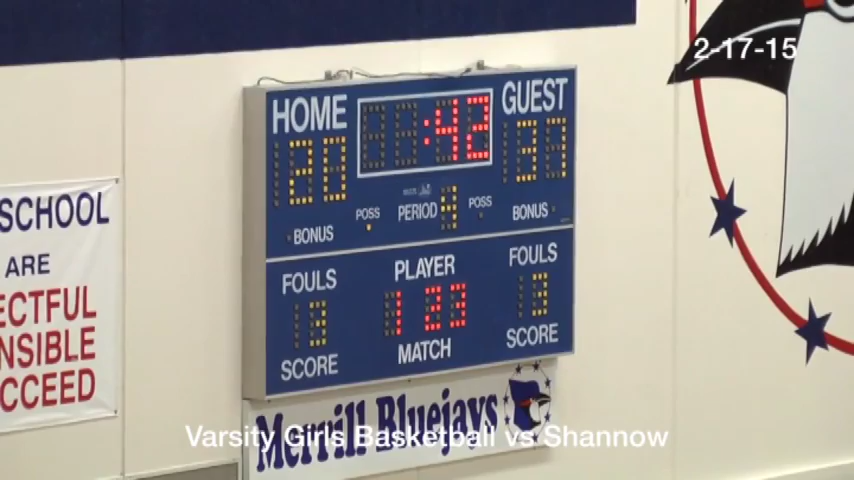 2-17-15
HOME :42 GUEST
20 37
POSS PERIOD 4 POSS
BONUS BONUS
FOULS PLAYER FOULS
3 1 23 3
SCORE MATCH SCORE
SCHOOL
ARE
ECTFUL
NSIBLE
CCEED
Merrill Bluejays
Varsity Girls Basketball vs Shannow